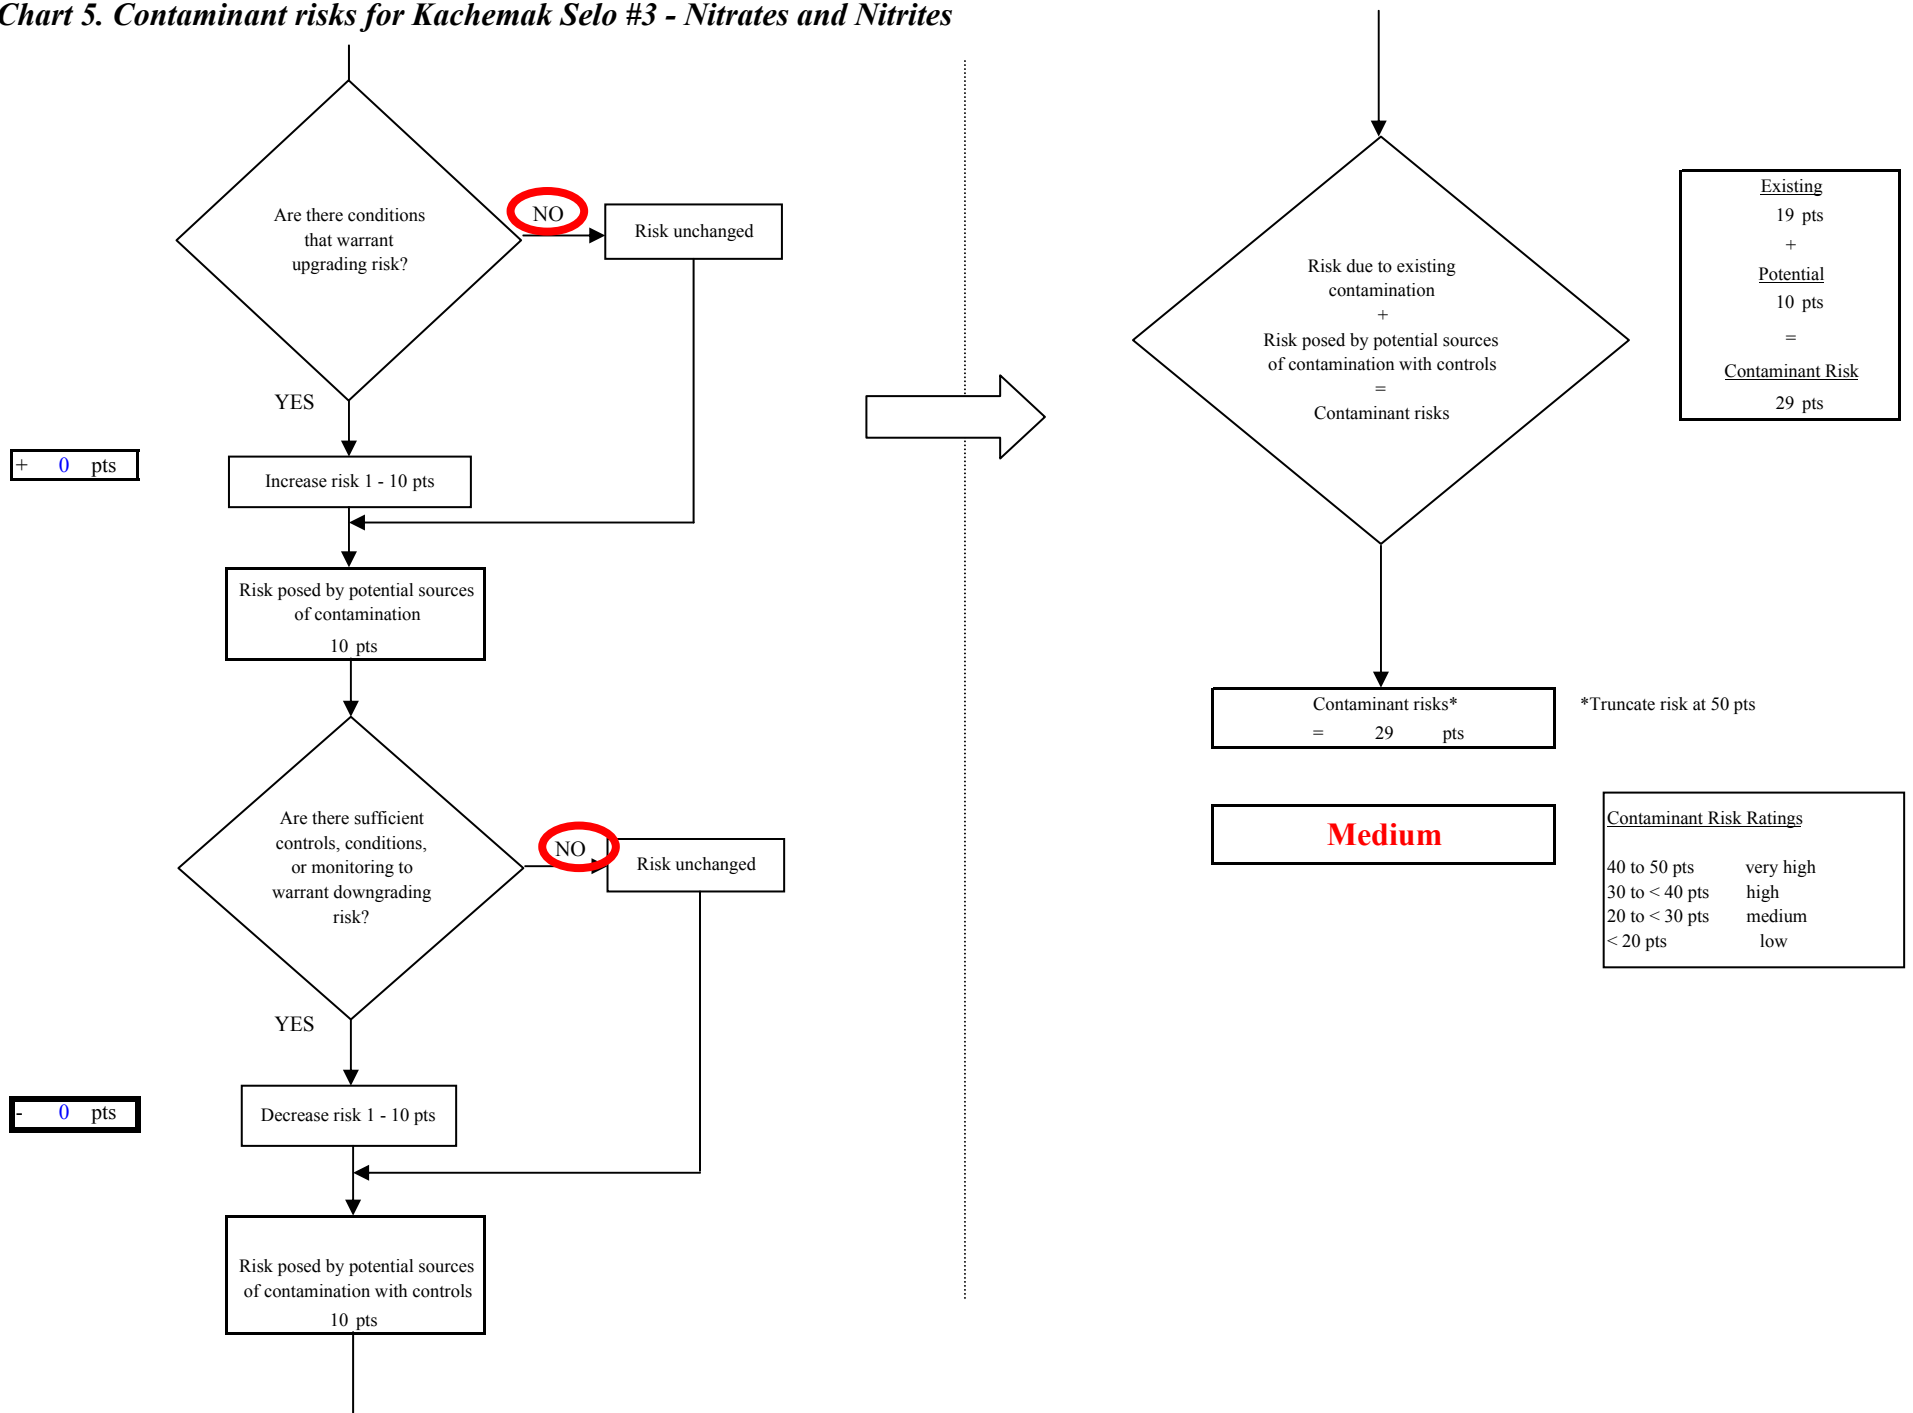 Chart 5. Contaminant risks for Kachemak Selo #3 - Nitrates and Nitrites
Are there conditions
that warrant
upgrading risk?
NO
Risk unchanged
YES
+ 0 pts
Increase risk 1 - 10 pts
Risk posed by potential sources
of contamination
10 pts
Are there sufficient
controls, conditions,
or monitoring to
warrant downgrading
risk?
NO
Risk unchanged
YES
- 0 pts
Decrease risk 1 - 10 pts
Risk posed by potential sources
of contamination with controls
10 pts
Risk due to existing
contamination
+
Risk posed by potential sources
of contamination with controls
=
Contaminant risks
Existing
19 pts
+
Potential
10 pts
=
Contaminant Risk
29 pts
Contaminant risks*
= 29 pts
*Truncate risk at 50 pts
Medium
Contaminant Risk Ratings
40 to 50 pts very high
30 to < 40 pts high
20 to < 30 pts medium
< 20 pts low